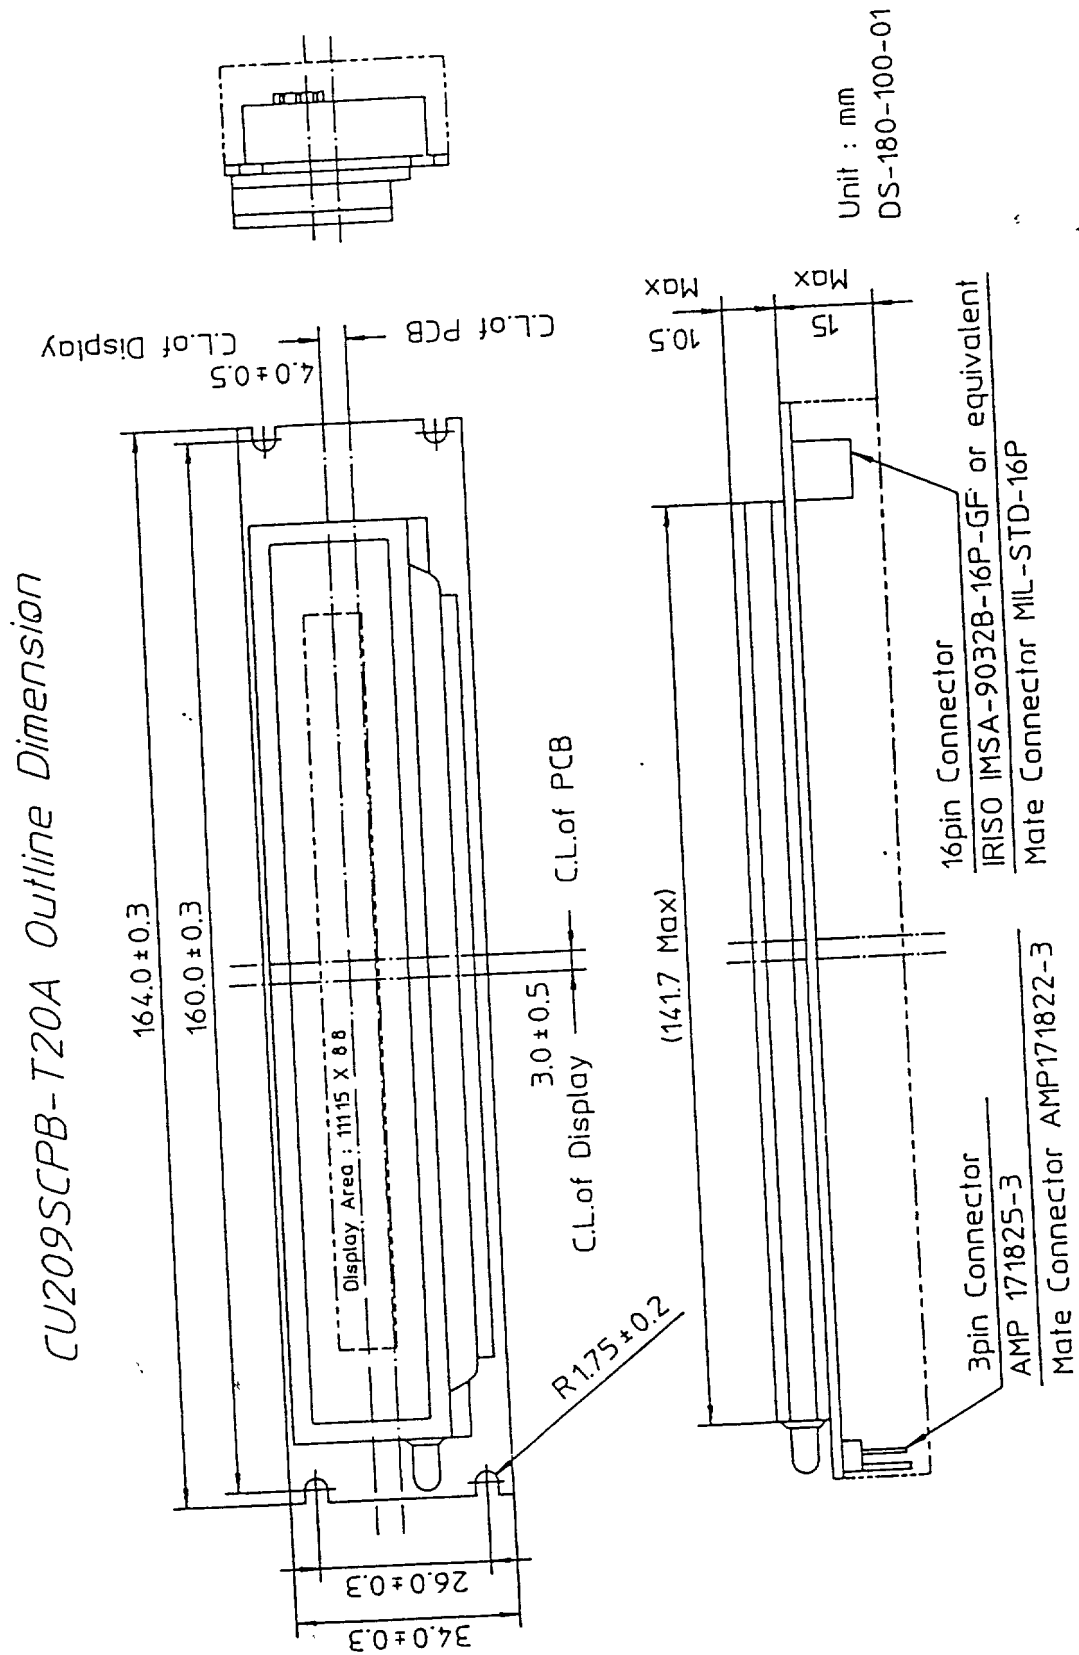 CU209SCPB-T20A Outline Dimension
164.0±0.3
160.0±0.3
4.0±0.5
C.L.of Display
C.L.of PCB
34.0±0.3
26.0±0.3
Display Area : 111.15 X 8.8
R1.75±0.2
3.0±0.5
C.L.of Display
C.L.of PCB
(141.7 Max)
10.5
Max
15
Max
3pin Connector
AMP 171825-3
Mate Connector AMP171822-3
16pin Connector
IRISO IMSA-9032B-16P-GF or equivalent
Mate Connector MIL-STD-16P
Unit : mm
DS-180-100-01